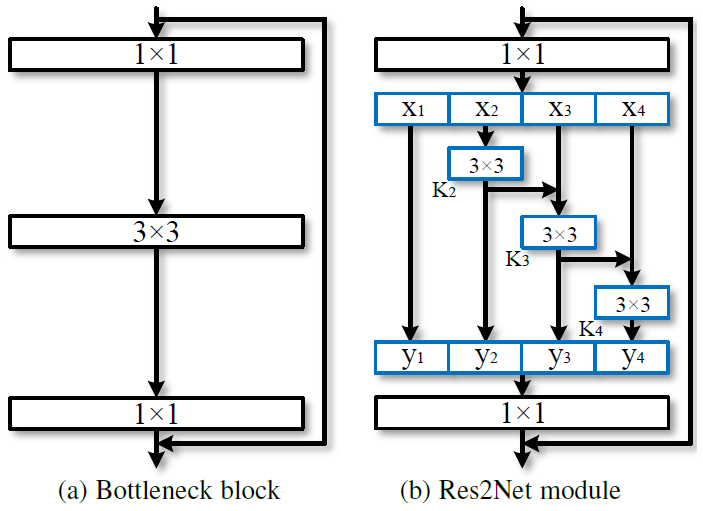 1×1
3×3
1×1
(a) Bottleneck block
1×1
X1 X2 X3 X4
3×3
K2
3×3
K3
3×3
K4
y1 y2 y3 y4
1×1
(b) Res2Net module